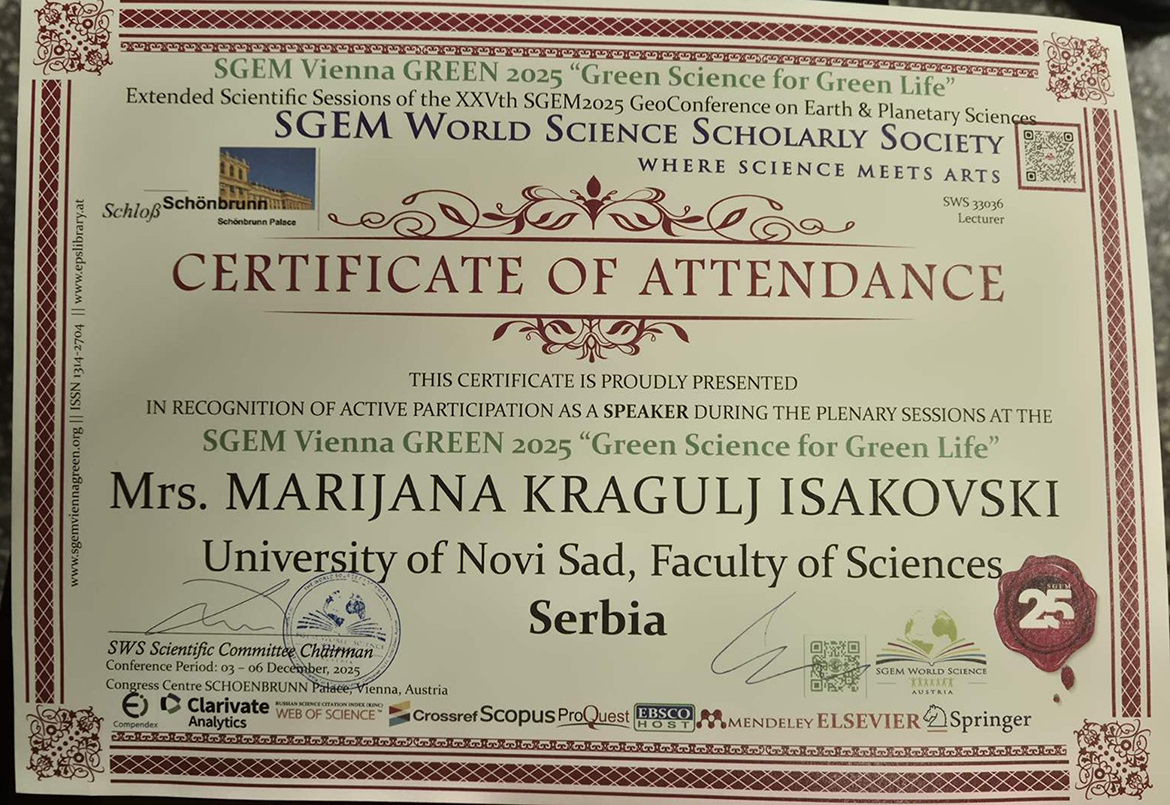 SGEM Vienna GREEN 2025 “Green Science for Green Life”
Extended Scientific Sessions of the XXVth SGEM2025 GeoConference on Earth & Planetary Sciences
SGEM WORLD SCIENCE SCHOLARLY SOCIETY
WHERE SCIENCE MEETS ARTS
Schloß Schönbrunn
Schönbrunn Palace
SWS 33036
Lecturer
CERTIFICATE OF ATTENDANCE
THIS CERTIFICATE IS PROUDLY PRESENTED
IN RECOGNITION OF ACTIVE PARTICIPATION AS A SPEAKER DURING THE PLENARY SESSIONS AT THE
SGEM Vienna GREEN 2025 “Green Science for Green Life”
Mrs. MARIJANA KRAGULJ ISAKOVSKI
University of Novi Sad, Faculty of Sciences
Serbia
www.sgemviennagreen.org || ISSN 1314-2704 || www.epslibrary.at
SGEM
25
SGEM WORLD SCIENCE
AUSTRIA
SWS Scientific Committee Chairman
Conference Period: 03 – 06 December, 2025
Congress Centre SCHOENBRUNN Palace, Vienna, Austria
Compendex
Clarivate
Analytics
RUSSIAN SCIENCE CITATION INDEX (RSCI)
WEB OF SCIENCE™
Crossref
Scopus
ProQuest
EBSCO
HOST
MENDELEY
ELSEVIER
Springer